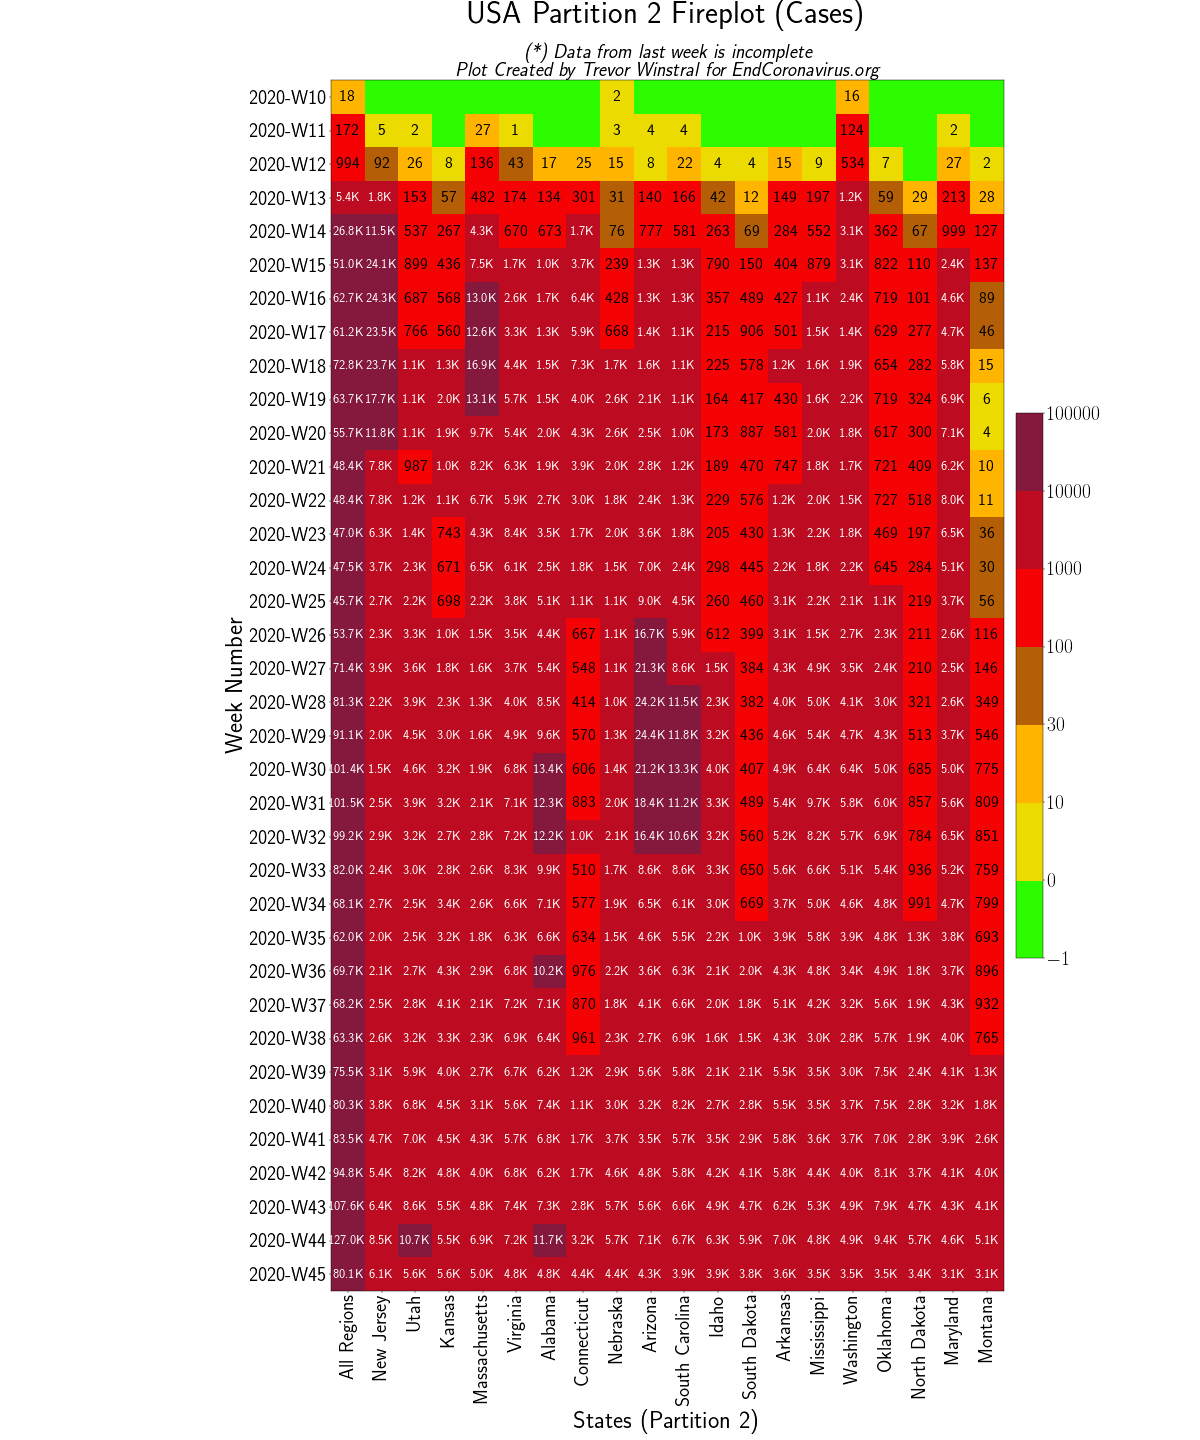 USA Partition 2 Fireplot (Cases)
(*) Data from last week is incomplete
Plot Created by Trevor Winstral for EndCoronavirus.org
2020-W10 18 2 16
2020-W11 172 5 2 27 1 3 4 4 124 2
2020-W12 994 92 26 8 136 43 17 25 15 8 22 4 4 15 9 534 7 27 2
2020-W13 5.4K 1.8K 153 57 482 174 134 301 31 140 166 42 12 149 197 1.2K 59 29 213 28
2020-W14 26.8K 11.5K 537 267 4.3K 670 673 1.7K 76 777 581 263 69 284 552 3.1K 362 67 999 127
2020-W15 51.0K 24.1K 899 436 7.5K 1.7K 1.0K 3.7K 239 1.3K 1.3K 790 150 404 879 3.1K 822 110 2.4K 137
2020-W16 62.7K 24.3K 687 568 13.0K 2.6K 1.7K 6.4K 428 1.3K 1.3K 357 489 427 1.1K 2.4K 719 101 4.6K 89
2020-W17 61.2K 23.5K 766 560 12.6K 3.3K 1.3K 5.9K 668 1.4K 1.1K 215 906 501 1.5K 1.4K 629 277 4.7K 46
2020-W18 72.8K 23.7K 1.1K 1.3K 16.9K 4.4K 1.5K 7.3K 1.7K 1.6K 1.1K 225 578 1.2K 1.6K 1.9K 654 282 5.8K 15
2020-W19 63.7K 17.7K 1.1K 2.0K 13.1K 5.7K 1.5K 4.0K 2.6K 2.1K 1.1K 164 417 430 1.6K 2.2K 719 324 6.9K 6
2020-W20 55.7K 11.8K 1.1K 1.9K 9.7K 5.4K 2.0K 4.3K 2.6K 2.5K 1.0K 173 887 581 2.0K 1.8K 617 300 7.1K 4
2020-W21 48.4K 7.8K 987 1.0K 8.2K 6.3K 1.9K 3.9K 2.0K 2.8K 1.2K 189 470 747 1.8K 1.7K 721 409 6.2K 10
2020-W22 48.4K 7.8K 1.2K 1.1K 6.7K 5.9K 2.7K 3.0K 1.8K 2.4K 1.3K 229 576 1.2K 2.0K 1.5K 727 518 8.0K 11
2020-W23 47.0K 6.3K 1.4K 743 4.3K 8.4K 3.5K 1.7K 2.0K 3.6K 1.8K 205 430 1.3K 2.2K 1.8K 469 197 6.5K 36
2020-W24 47.5K 3.7K 2.3K 671 6.5K 6.1K 2.5K 1.8K 1.5K 7.0K 2.4K 298 445 2.2K 1.8K 2.2K 645 284 5.1K 30
2020-W25 45.7K 2.7K 2.2K 698 2.2K 3.8K 5.1K 1.1K 1.1K 9.0K 4.5K 260 460 3.1K 2.2K 2.1K 1.1K 219 3.7K 56
2020-W26 53.7K 2.3K 3.3K 1.0K 1.5K 3.5K 4.4K 667 1.1K 16.7K 5.9K 612 399 3.1K 1.5K 2.7K 2.3K 211 2.6K 116
2020-W27 71.4K 3.9K 3.6K 1.8K 1.6K 3.7K 5.4K 548 1.1K 21.3K 8.6K 1.5K 384 4.3K 4.9K 3.5K 2.4K 210 2.5K 146
2020-W28 81.3K 2.2K 3.9K 2.3K 1.3K 4.0K 8.5K 414 1.0K 24.2K 11.5K 2.3K 382 4.0K 5.0K 4.1K 3.0K 321 2.6K 349
2020-W29 91.1K 2.0K 4.5K 3.0K 1.6K 4.9K 9.6K 570 1.3K 24.4K 11.8K 3.2K 436 4.6K 5.4K 4.7K 4.3K 513 3.7K 546
2020-W30 101.4K 1.5K 4.6K 3.2K 1.9K 6.8K 13.4K 606 1.4K 21.2K 13.3K 4.0K 407 4.9K 6.4K 6.4K 5.0K 685 5.0K 775
2020-W31 101.5K 2.5K 3.9K 3.2K 2.1K 7.1K 12.3K 883 2.0K 18.4K 11.2K 3.3K 489 5.4K 9.7K 5.8K 6.0K 857 5.6K 809
2020-W32 99.2K 2.9K 3.2K 2.7K 2.8K 7.2K 12.2K 1.0K 2.1K 16.4K 10.6K 3.2K 560 5.2K 8.2K 5.7K 6.9K 784 6.5K 851
2020-W33 82.0K 2.4K 3.0K 2.8K 2.6K 8.3K 9.9K 510 1.7K 8.6K 8.6K 3.3K 650 5.6K 6.6K 5.1K 5.4K 936 5.2K 759
2020-W34 68.1K 2.7K 2.5K 3.4K 2.6K 6.6K 7.1K 577 1.9K 6.5K 6.1K 3.0K 669 3.7K 5.0K 4.6K 4.8K 991 4.7K 799
2020-W35 62.0K 2.0K 2.5K 3.2K 1.8K 6.3K 6.6K 634 1.5K 4.6K 5.5K 2.2K 1.0K 3.9K 5.8K 3.9K 4.8K 1.3K 3.8K 693
2020-W36 69.7K 2.1K 2.7K 4.3K 2.9K 6.8K 10.2K 976 2.2K 3.6K 6.3K 2.1K 2.0K 4.3K 4.8K 3.4K 4.9K 1.8K 3.7K 896
2020-W37 68.2K 2.5K 2.8K 4.1K 2.1K 7.2K 7.1K 870 1.8K 4.1K 6.6K 2.0K 1.8K 5.1K 4.2K 3.2K 5.6K 1.9K 4.3K 932
2020-W38 63.3K 2.6K 3.2K 3.3K 2.3K 6.9K 6.4K 961 2.3K 2.7K 6.9K 1.6K 1.5K 4.3K 3.0K 2.8K 5.7K 1.9K 4.0K 765
2020-W39 75.5K 3.1K 5.9K 4.0K 2.7K 6.7K 6.2K 1.2K 2.9K 5.6K 5.8K 2.1K 2.1K 5.5K 3.5K 3.0K 7.5K 2.4K 4.1K 1.3K
2020-W40 80.3K 3.8K 6.8K 4.5K 3.1K 5.6K 7.4K 1.1K 3.0K 3.2K 8.2K 2.7K 2.8K 5.5K 3.5K 3.7K 7.5K 2.8K 3.2K 1.8K
2020-W41 83.5K 4.7K 7.0K 4.5K 4.3K 5.7K 6.8K 1.7K 3.7K 3.5K 5.7K 3.5K 2.9K 5.8K 3.6K 3.7K 7.0K 2.8K 3.9K 2.6K
2020-W42 94.8K 5.4K 8.2K 4.8K 4.0K 6.8K 6.2K 1.7K 4.6K 4.8K 5.8K 4.2K 4.1K 5.8K 4.4K 4.0K 8.1K 3.7K 4.1K 4.0K
2020-W43 107.6K 6.4K 8.6K 5.5K 4.8K 7.4K 7.3K 2.8K 5.7K 5.6K 6.6K 4.9K 4.7K 6.2K 5.3K 4.9K 7.9K 4.7K 4.3K 4.1K
2020-W44 127.0K 8.5K 10.7K 5.5K 6.9K 7.2K 11.7K 3.2K 5.7K 7.1K 6.7K 6.3K 5.9K 7.0K 4.8K 4.9K 9.4K 5.7K 4.6K 5.1K
2020-W45 80.1K 6.1K 5.6K 5.6K 5.0K 4.8K 4.8K 4.4K 4.4K 4.3K 3.9K 3.9K 3.8K 3.6K 3.5K 3.5K 3.5K 3.4K 3.1K 3.1K
Week Number
All Regions
New Jersey
Utah
Kansas
Massachusetts
Virginia
Alabama
Connecticut
Nebraska
Arizona
South Carolina
Idaho
South Dakota
Arkansas
Mississippi
Washington
Oklahoma
North Dakota
Maryland
Montana
States (Partition 2)
100000
10000
1000
100
30
10
0
−1